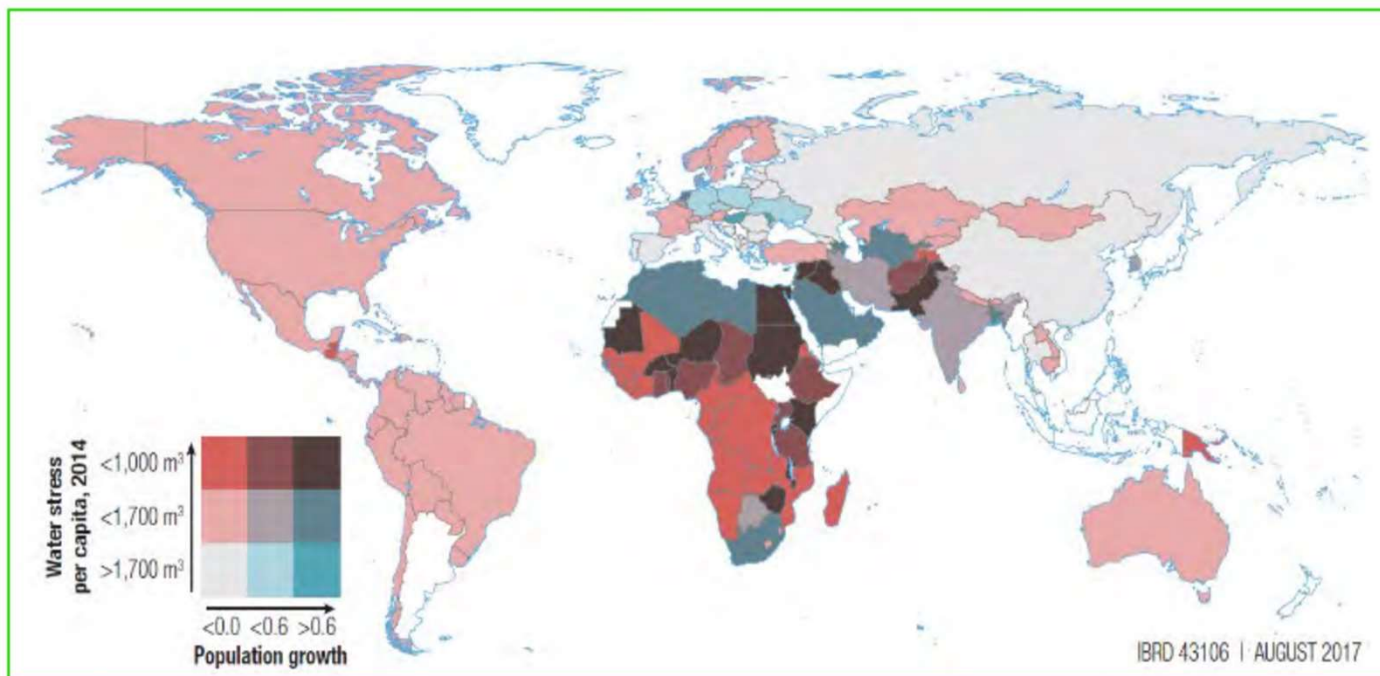 Water stress
per capita, 2014
<1,000 m³
<1,700 m³
>1,700 m³
<0.0 <0.6 >0.6
Population growth
IBRD 43106 | AUGUST 2017